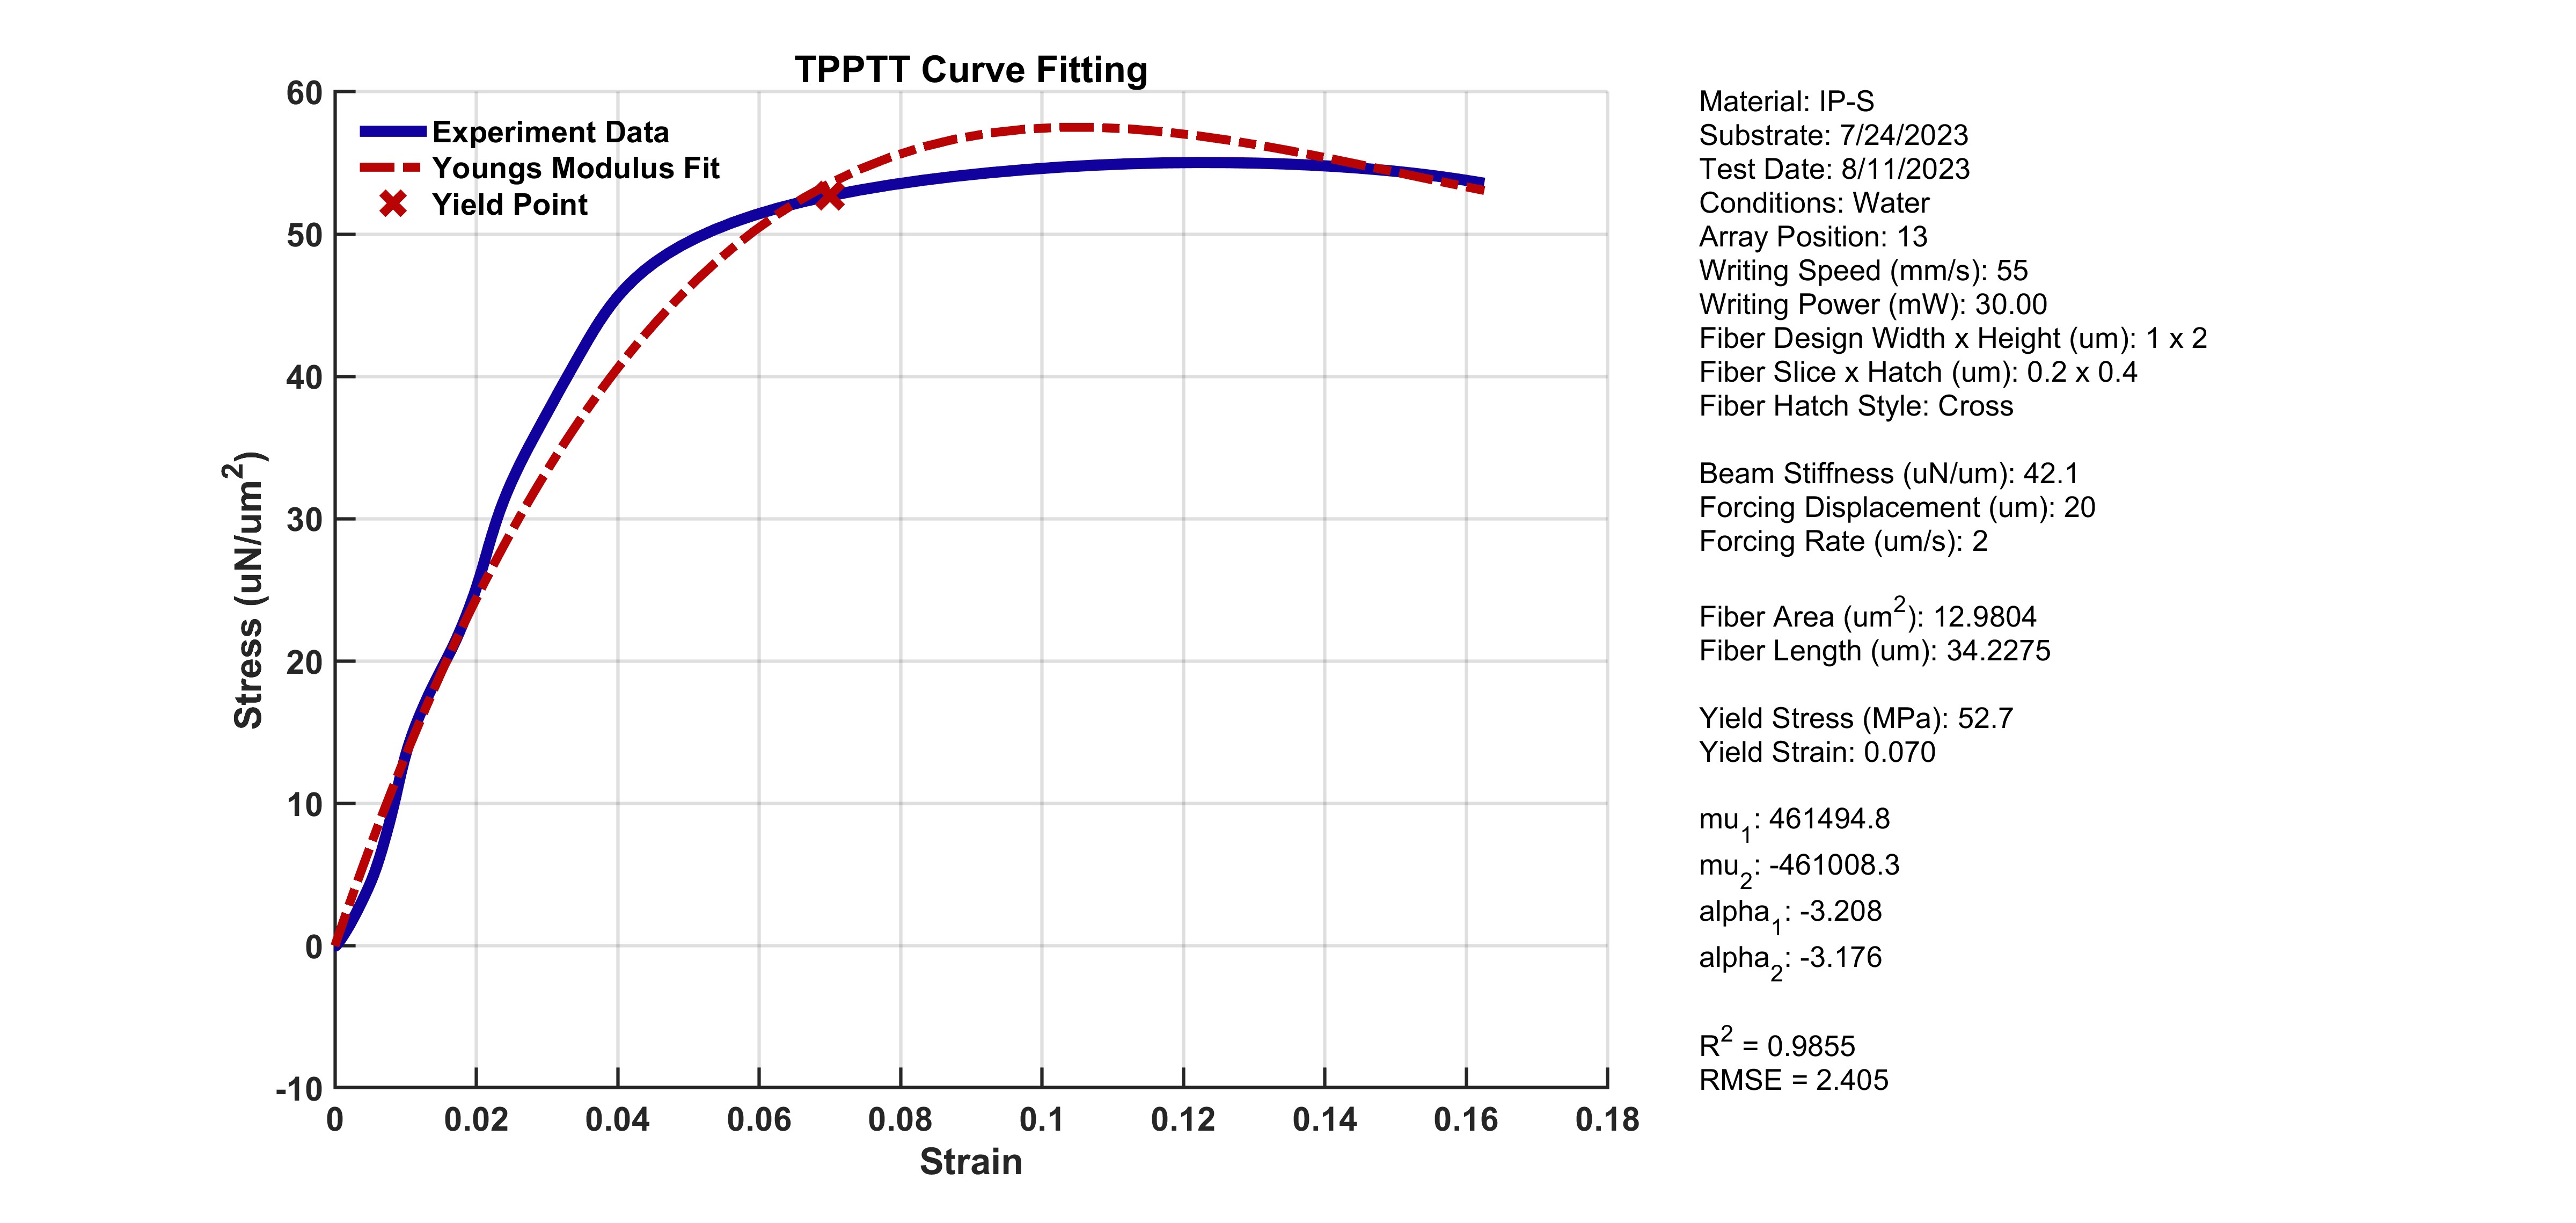 TPPTT Curve Fitting
60
50
40
30
20
10
0
-10
Stress (uN/um²)
Experiment Data
Youngs Modulus Fit
Yield Point
0 0.02 0.04 0.06 0.08 0.1 0.12 0.14 0.16 0.18
Strain
Material: IP-S
Substrate: 7/24/2023
Test Date: 8/11/2023
Conditions: Water
Array Position: 13
Writing Speed (mm/s): 55
Writing Power (mW): 30.00
Fiber Design Width x Height (um): 1 x 2
Fiber Slice x Hatch (um): 0.2 x 0.4
Fiber Hatch Style: Cross
Beam Stiffness (uN/um): 42.1
Forcing Displacement (um): 20
Forcing Rate (um/s): 2
Fiber Area (um²): 12.9804
Fiber Length (um): 34.2275
Yield Stress (MPa): 52.7
Yield Strain: 0.070
mu₁: 461494.8
mu₂: -461008.3
alpha₁: -3.208
alpha₂: -3.176
R² = 0.9855
RMSE = 2.405